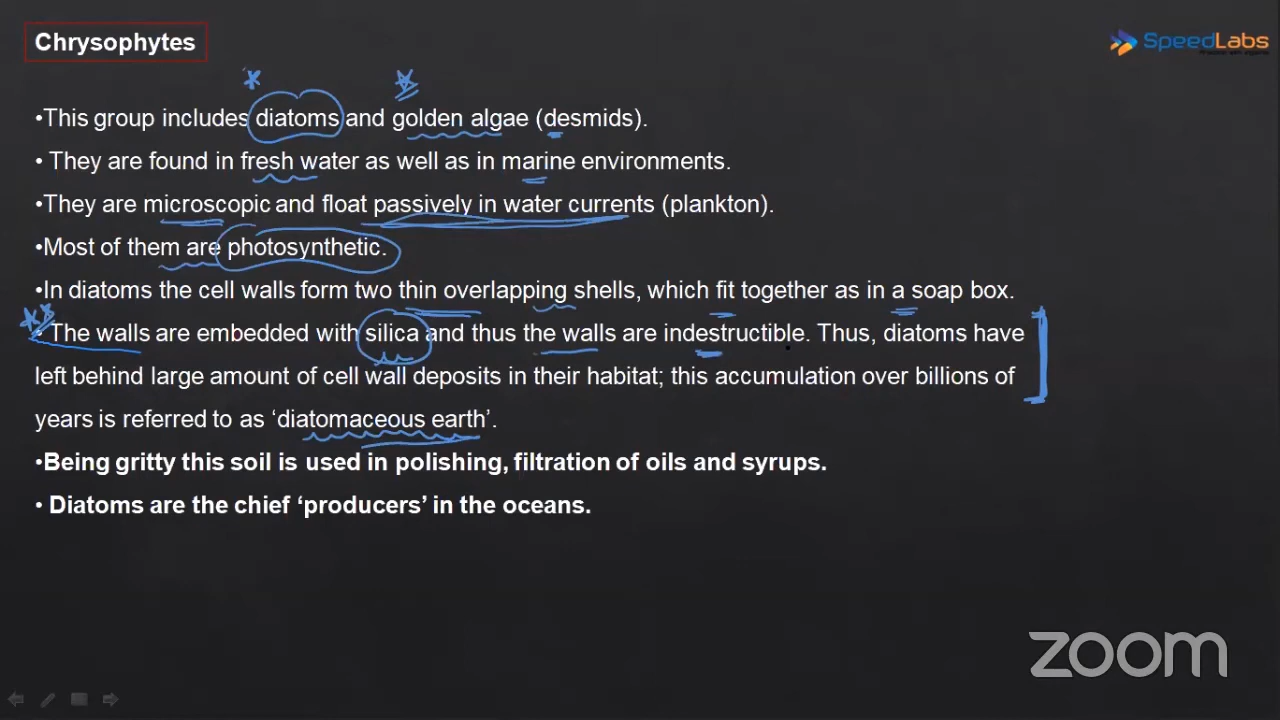 Chrysophytes
SpeedLabs
•This group includes diatoms and golden algae (desmids).
• They are found in fresh water as well as in marine environments.
•They are microscopic and float passively in water currents (plankton).
•Most of them are photosynthetic.
•In diatoms the cell walls form two thin overlapping shells, which fit together as in a soap box.
• The walls are embedded with silica and thus the walls are indestructible. Thus, diatoms have
left behind large amount of cell wall deposits in their habitat; this accumulation over billions of
years is referred to as ‘diatomaceous earth’.
•Being gritty this soil is used in polishing, filtration of oils and syrups.
• Diatoms are the chief ‘producers’ in the oceans.
zoom